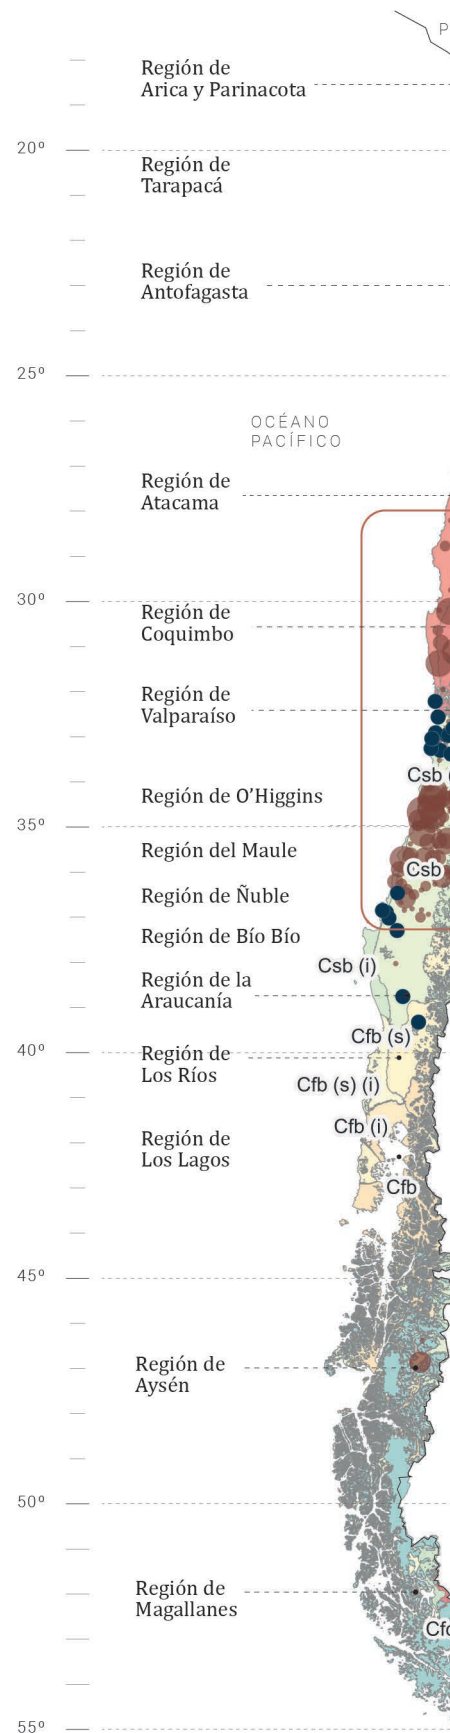 P
Región de
Arica y Parinacota
20º
Región de
Tarapacá
Región de
Antofagasta
25º
OCÉANO
PACÍFICO
Región de
Atacama
30º
Región de
Coquimbo
Región de
Valparaíso
Csb (
Región de O’Higgins
35º
Región del Maule
Csb
Región de Ñuble
Región de Bío Bío
Csb (i)
Región de la
Araucanía
Cfb (s)
40º
Región de
Los Ríos
Cfb (s) (i)
Cfb (i)
Región de
Los Lagos
Cfb
45º
Región de
Aysén
50º
Región de
Magallanes
Cfc
55º